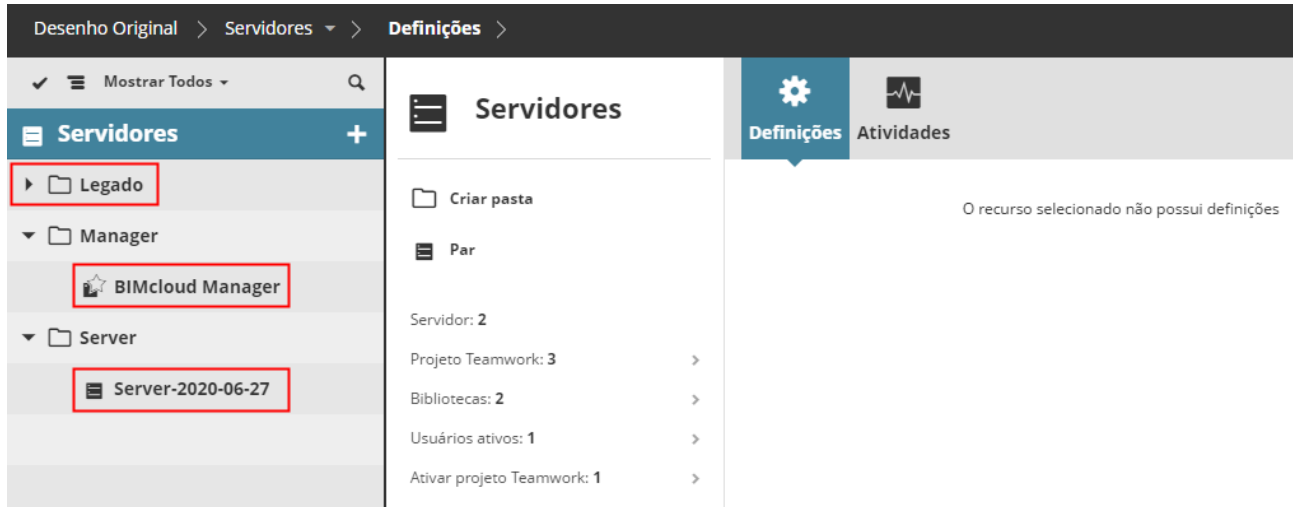 Desenho Original > Servidores > Definições >
Mostrar Todos
Servidores +
Legado
Manager
BIMcloud Manager
Server
Server-2020-06-27
Servidores
Criar pasta
Par
Servidor: 2
Projeto Teamwork: 3
Bibliotecas: 2
Usuários ativos: 1
Ativar projeto Teamwork: 1
Definições
Atividades
O recurso selecionado não possui definições